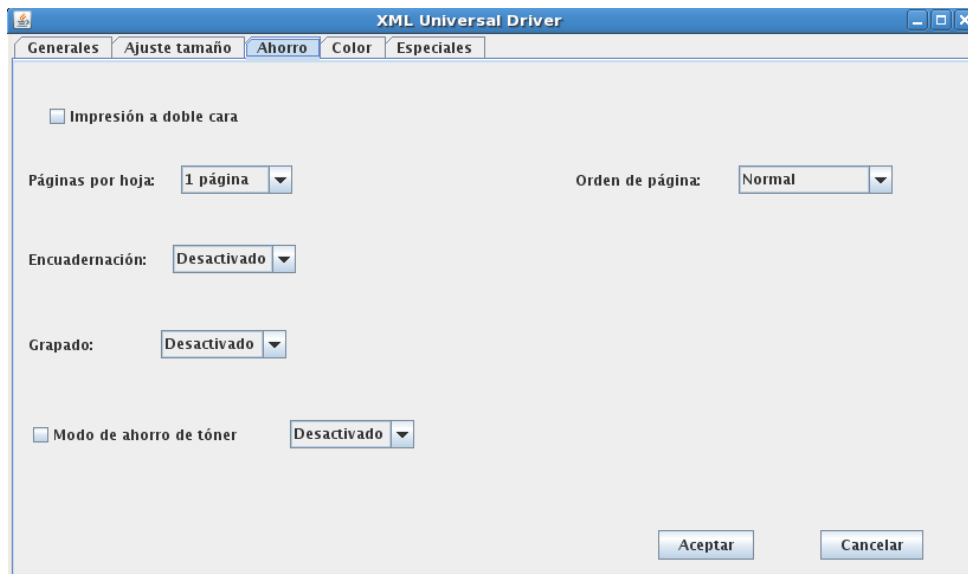 XML Universal Driver
Generales Ajuste tamaño Ahorro Color Especiales
Impresión a doble cara
Páginas por hoja: 1 página Orden de página: Normal
Encuadernación: Desactivado
Grapado: Desactivado
Modo de ahorro de tóner Desactivado
Aceptar Cancelar